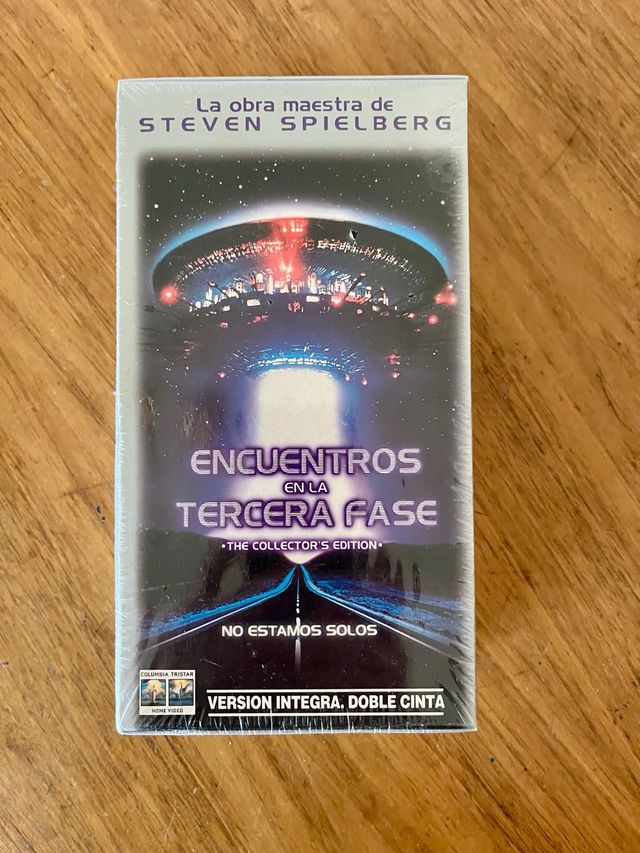 La obra maestra de
STEVEN SPIELBERG
ENCUENTROS
EN LA
TERCERA FASE
•THE COLLECTOR'S EDITION•
NO ESTAMOS SOLOS
COLUMBIA TRISTAR
HOME VIDEO
VERSION INTEGRA. DOBLE CINTA